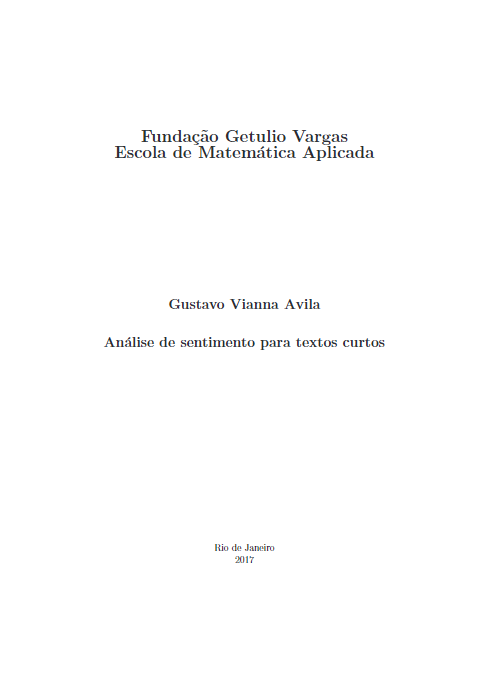 Fundação Getulio Vargas
Escola de Matemática Aplicada
Gustavo Vianna Avila
Análise de sentimento para textos curtos
Rio de Janeiro
2017